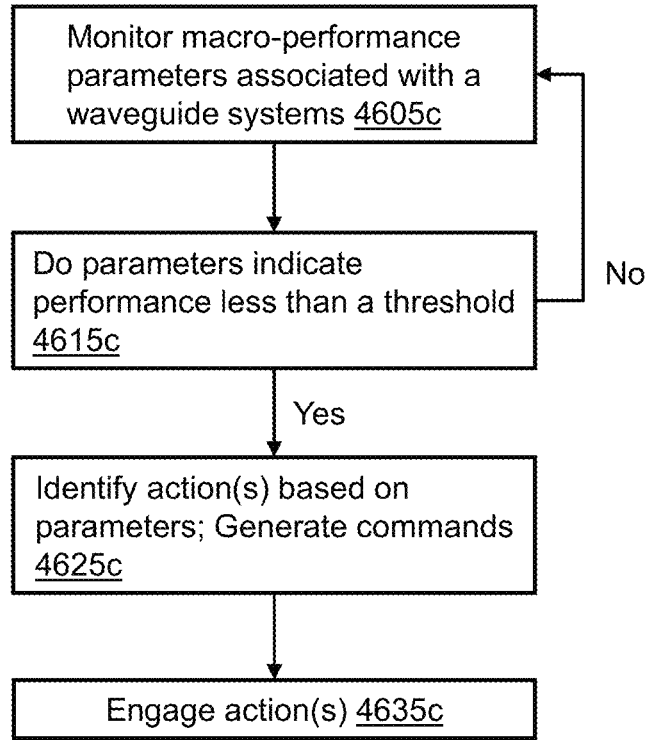 Monitor macro-performance
parameters associated with a
waveguide systems 4605c
Do parameters indicate
performance less than a threshold
4615c
No
Yes
Identify action(s) based on
parameters; Generate commands
4625c
Engage action(s) 4635c